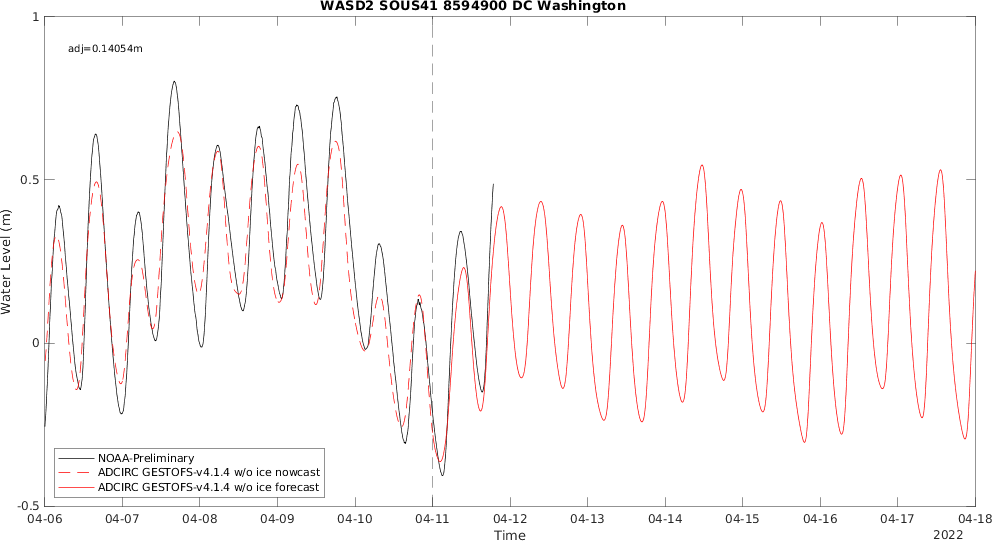 WASD2 SOUS41 8594900 DC Washington
1
adj=0.14054m
0.5
Water Level (m)
0
NOAA-Preliminary
ADCIRC GESTOFS-v4.1.4 w/o ice nowcast
ADCIRC GESTOFS-v4.1.4 w/o ice forecast
-0.5
04-06 04-07 04-08 04-09 04-10 04-11 04-12 04-13 04-14 04-15 04-16 04-17 04-18
Time
2022